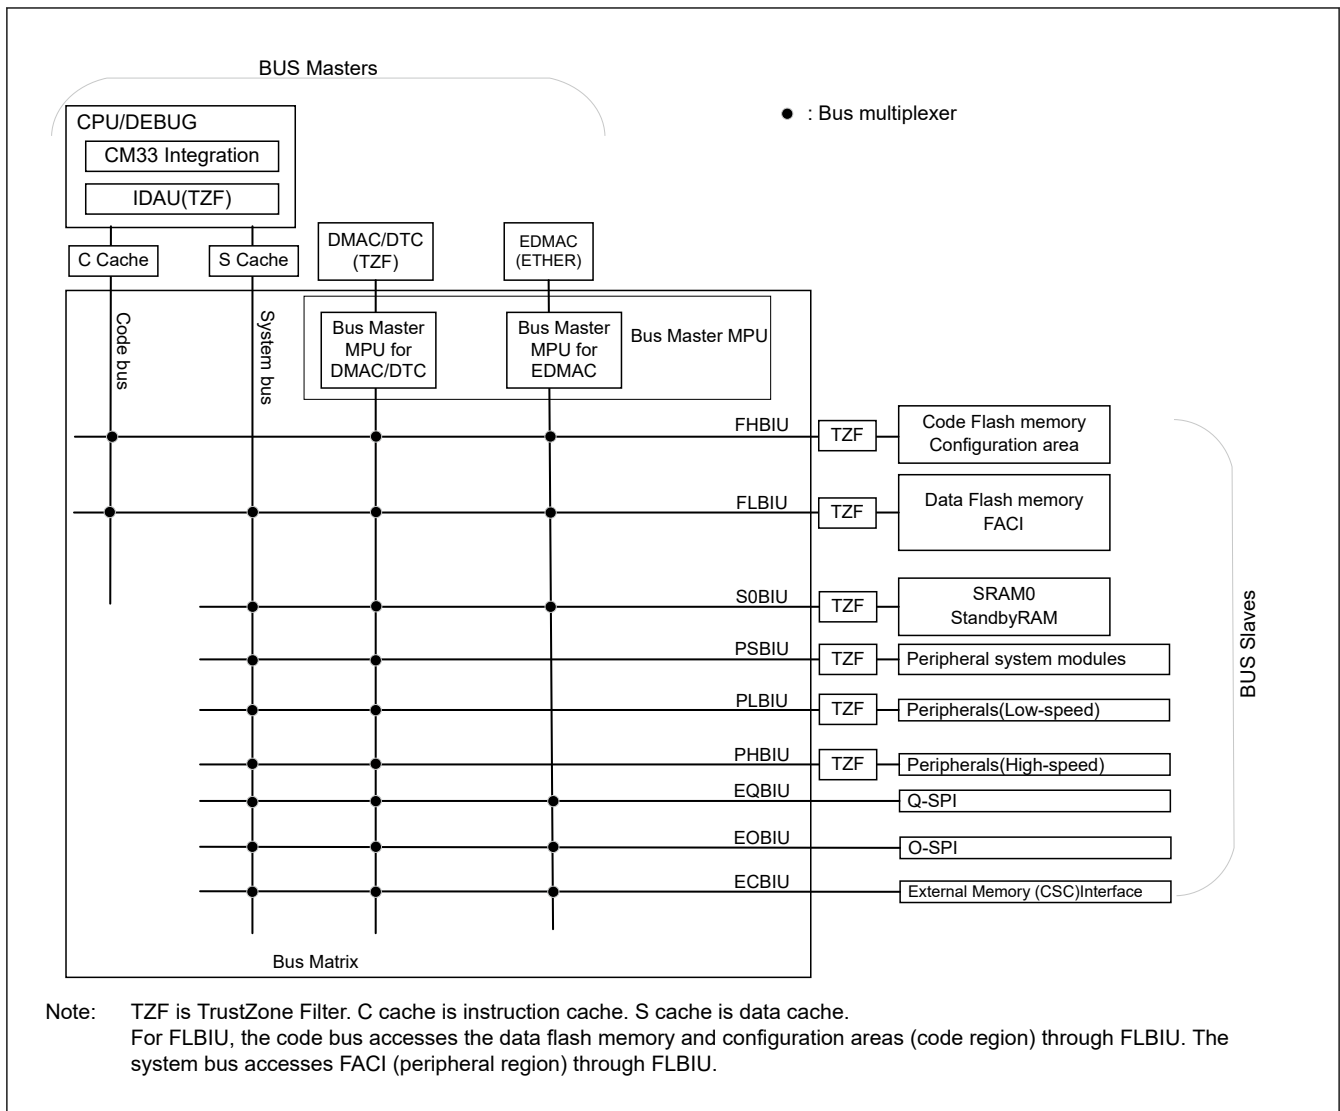 BUS Masters
: Bus multiplexer
CPU/DEBUG
CM33 Integration
IDAU(TZF)
C Cache
S Cache
DMAC/DTC
(TZF)
EDMAC
(ETHER)
Code bus
System bus
Bus Master
MPU for
DMAC/DTC
Bus Master
MPU for
EDMAC
Bus Master MPU
FHBIU
TZF
Code Flash memory
Configuration area
FLBIU
TZF
Data Flash memory
FACI
S0BIU
TZF
SRAM0
StandbyRAM
PSBIU
TZF
Peripheral system modules
PLBIU
TZF
Peripherals(Low-speed)
PHBIU
TZF
Peripherals(High-speed)
EQBIU
Q-SPI
EOBIU
O-SPI
ECBIU
External Memory (CSC)Interface
BUS Slaves
Bus Matrix
Note: TZF is TrustZone Filter. C cache is instruction cache. S cache is data cache.
For FLBIU, the code bus accesses the data flash memory and configuration areas (code region) through FLBIU. The
system bus accesses FACI (peripheral region) through FLBIU.